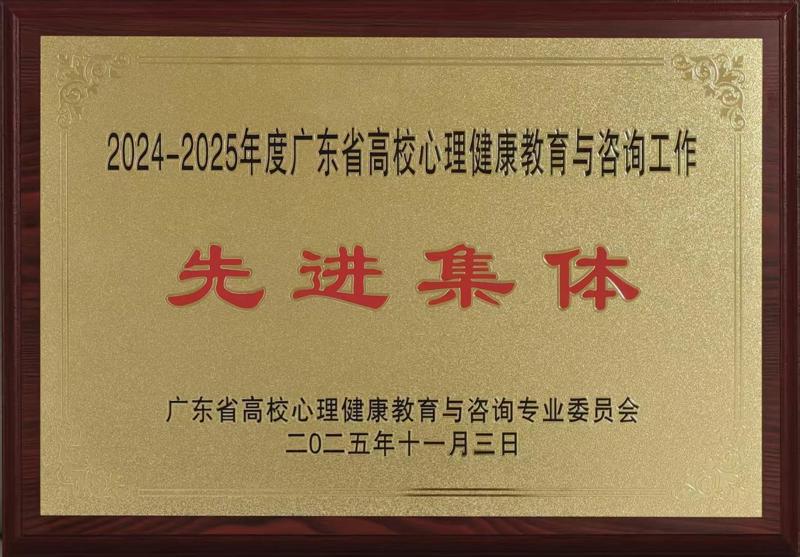 2024-2025年度广东省高校心理健康教育与咨询工作
先进集体
广东省高校心理健康教育与咨询专业委员会
二〇二五年十一月三日